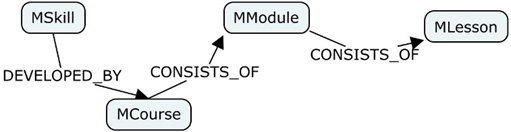 MSkill
MModule
MLesson
DEVELOPED_BY
CONSISTS_OF
CONSISTS_OF
MCourse